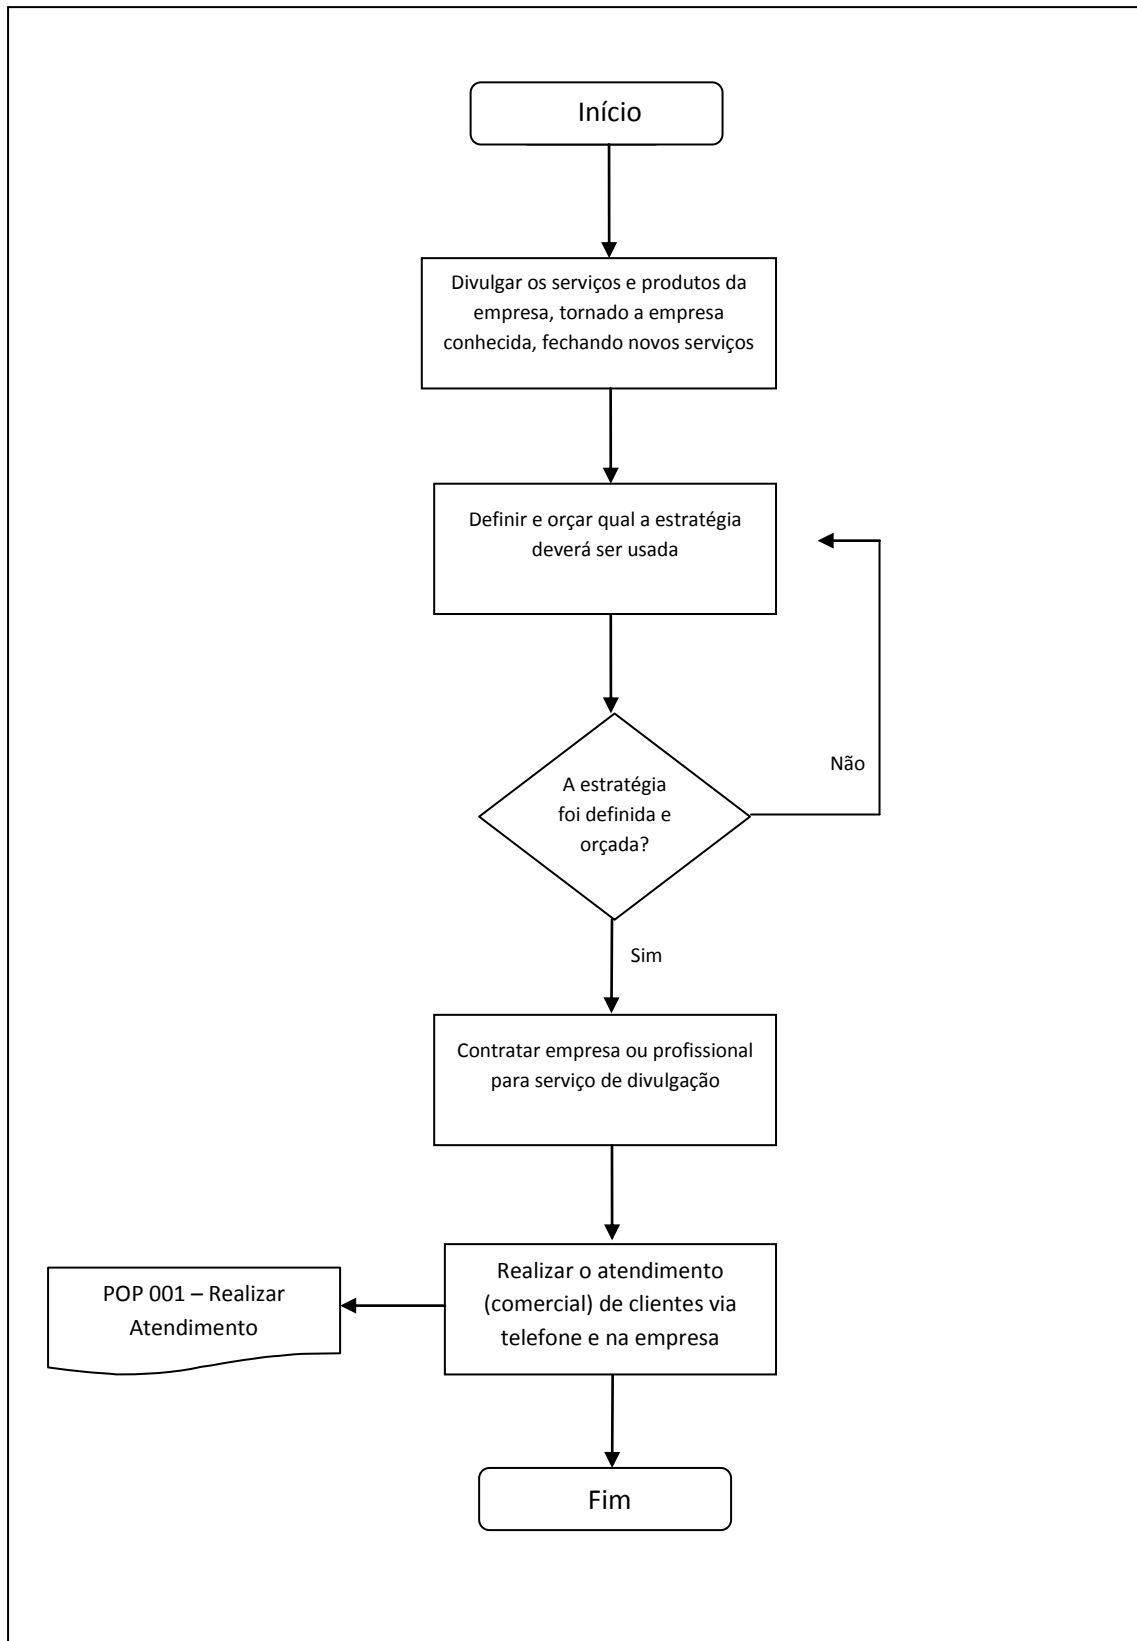 Início
Divulgar os serviços e produtos da
empresa, tornado a empresa
conhecida, fechando novos serviços
Definir e orçar qual a estratégia
deverá ser usada
Não
A estratégia
foi definida e
orçada?
Sim
Contratar empresa ou profissional
para serviço de divulgação
Realizar o atendimento
(comercial) de clientes via
telefone e na empresa
POP 001 – Realizar
Atendimento
Fim